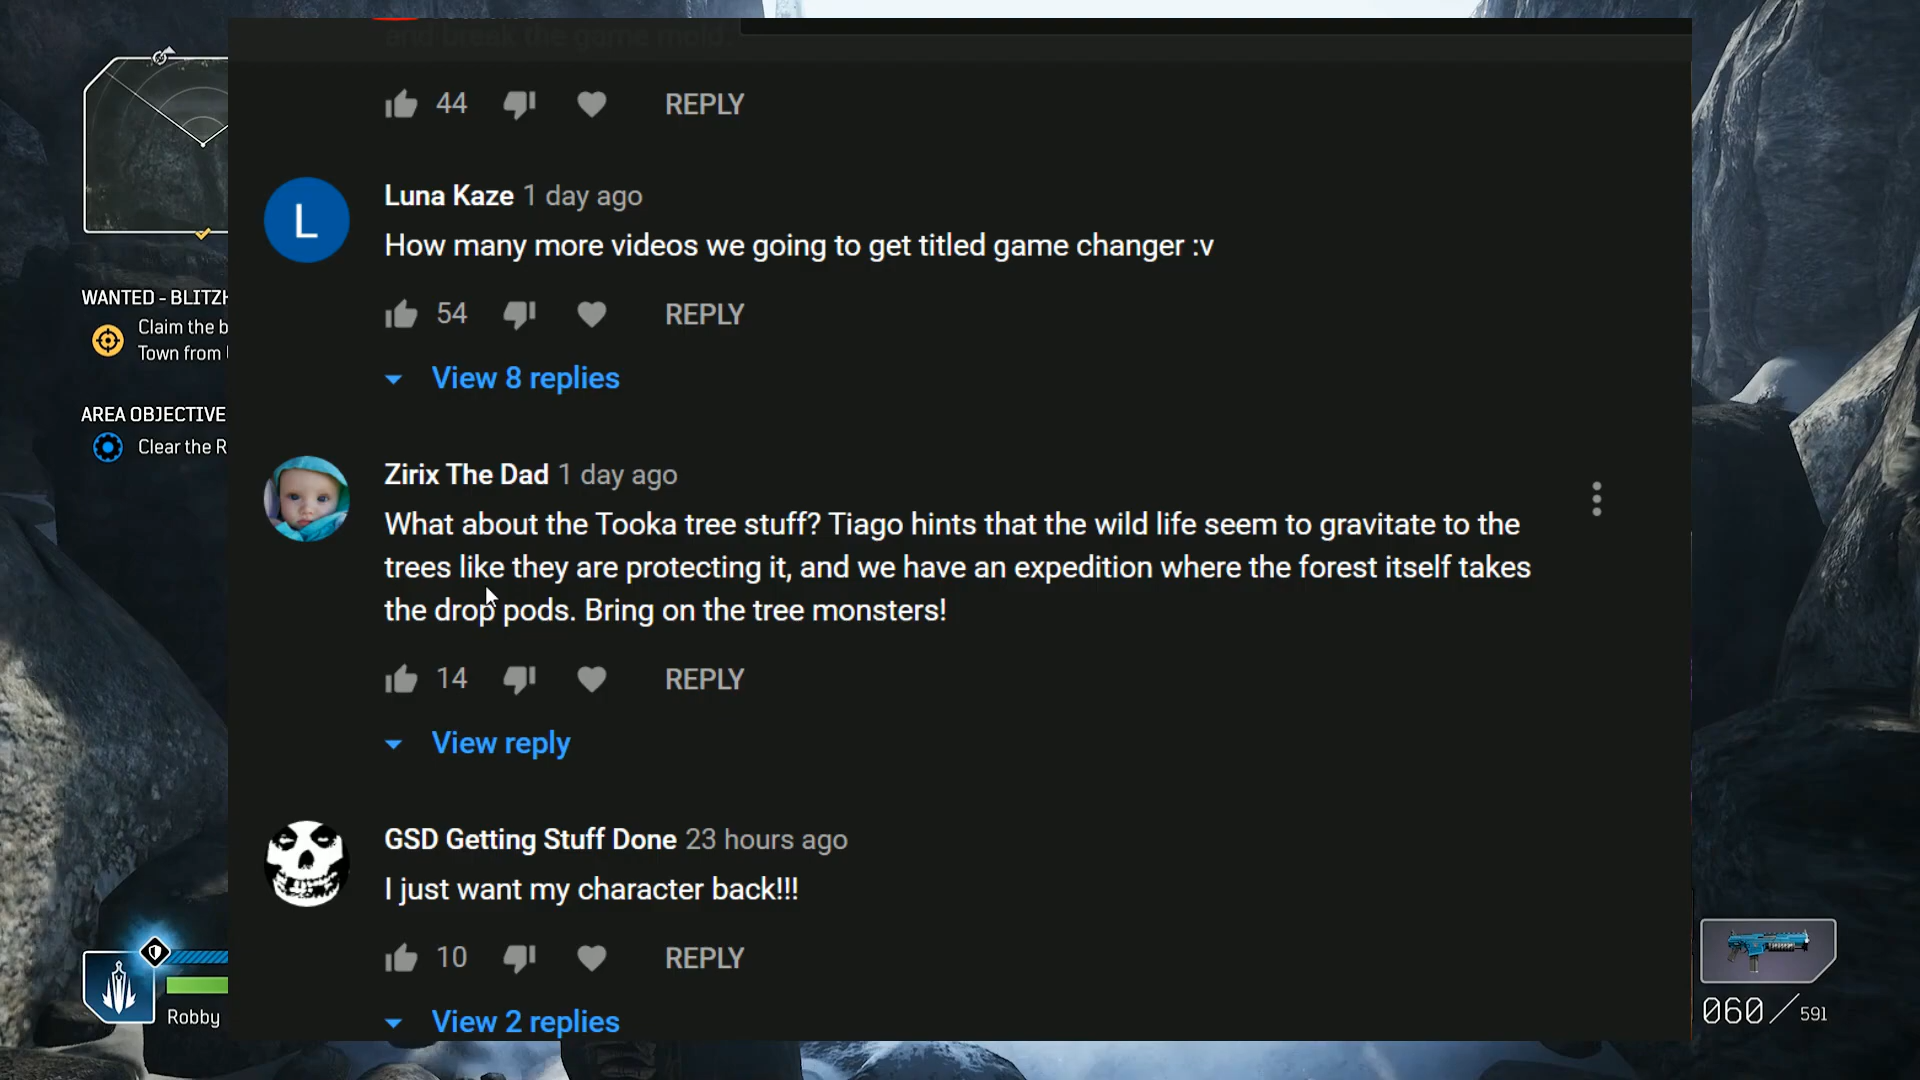 and break the game mold.
44 REPLY
Luna Kaze 1 day ago
L
How many more videos we going to get titled game changer :v
54 REPLY
View 8 replies
Zirix The Dad 1 day ago
What about the Tooka tree stuff? Tiago hints that the wild life seem to gravitate to the
trees like they are protecting it, and we have an expedition where the forest itself takes
the drop pods. Bring on the tree monsters!
14 REPLY
View reply
GSD Getting Stuff Done 23 hours ago
I just want my character back!!!
10 REPLY
View 2 replies
WANTED - BLITZ
Claim the b
Town from
AREA OBJECTIVE
Clear the R
Robby
060 / 591